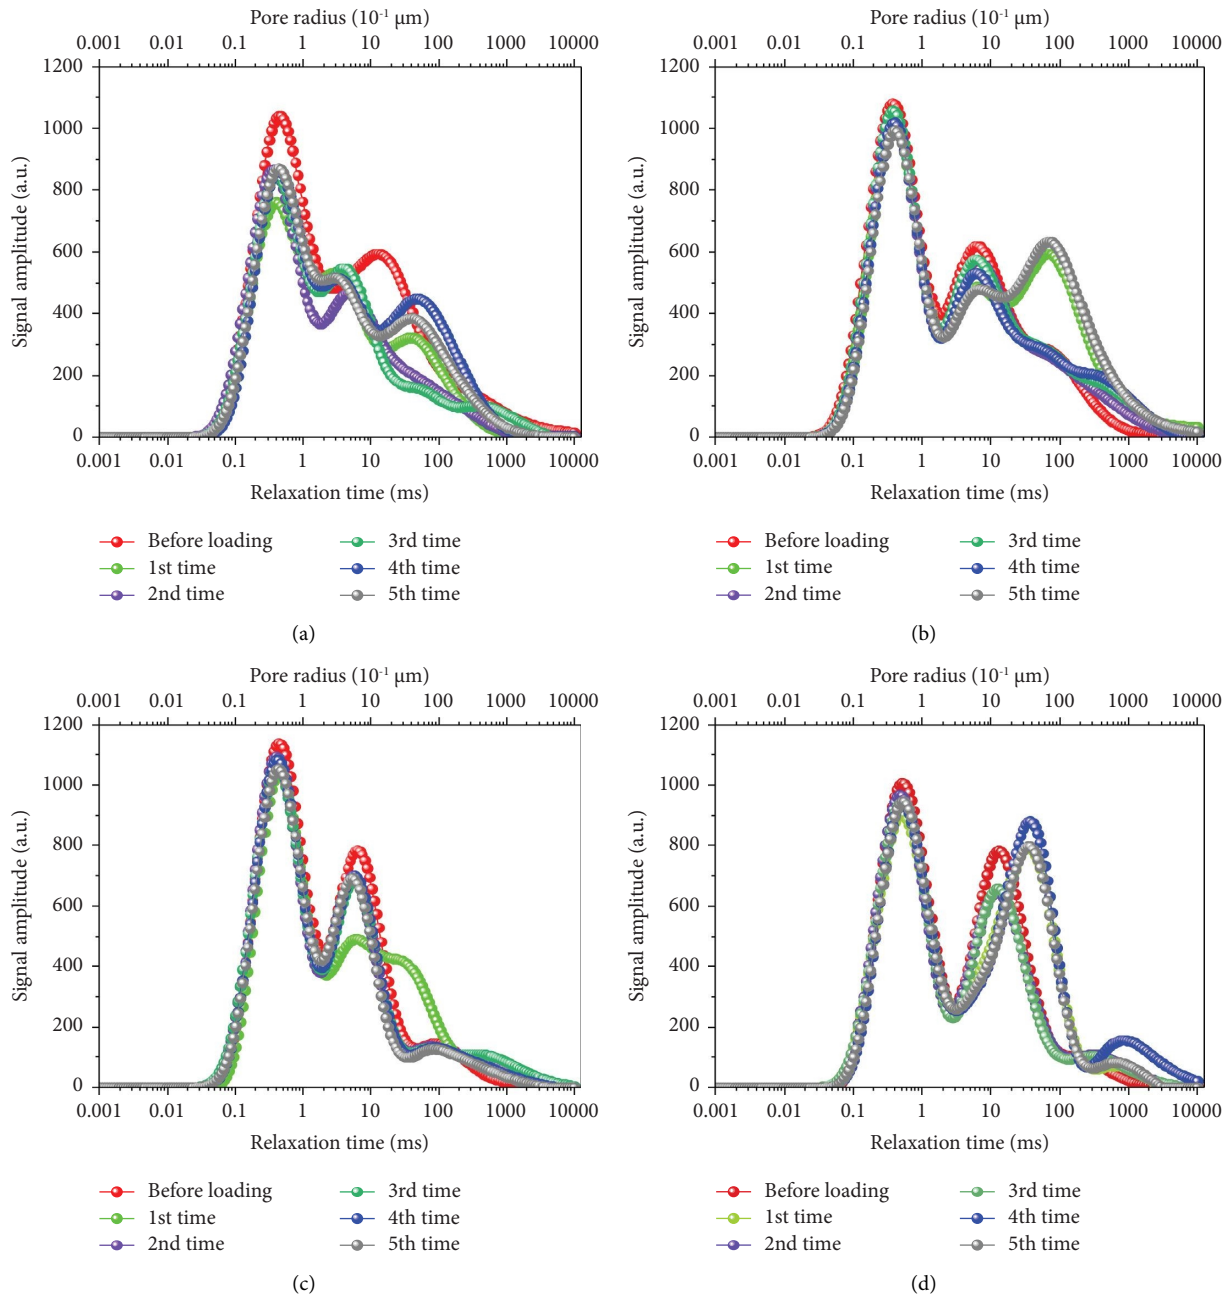 Pore radius (10⁻¹ µm)
0.001 0.01 0.1 1 10 100 1000 10000
1200
1000
800
600
400
200
0
Signal amplitude (a.u.)
0.001 0.01 0.1 1 10 100 1000 10000
Relaxation time (ms)
Before loading
1st time
2nd time
3rd time
4th time
5th time
(a)
Pore radius (10⁻¹ µm)
0.001 0.01 0.1 1 10 100 1000 10000
1200
1000
800
600
400
200
0
Signal amplitude (a.u.)
0.001 0.01 0.1 1 10 100 1000 10000
Relaxation time (ms)
Before loading
1st time
2nd time
3rd time
4th time
5th time
(b)
Pore radius (10⁻¹ µm)
0.001 0.01 0.1 1 10 100 1000 10000
1200
1000
800
600
400
200
0
Signal amplitude (a.u.)
0.001 0.01 0.1 1 10 100 1000 10000
Relaxation time (ms)
Before loading
1st time
2nd time
3rd time
4th time
5th time
(c)
Pore radius (10⁻¹ µm)
0.001 0.01 0.1 1 10 100 1000 10000
1200
1000
800
600
400
200
0
Signal amplitude (a.u.)
0.001 0.01 0.1 1 10 100 1000 10000
Relaxation time (ms)
Before loading
1st time
2nd time
3rd time
4th time
5th time
(d)